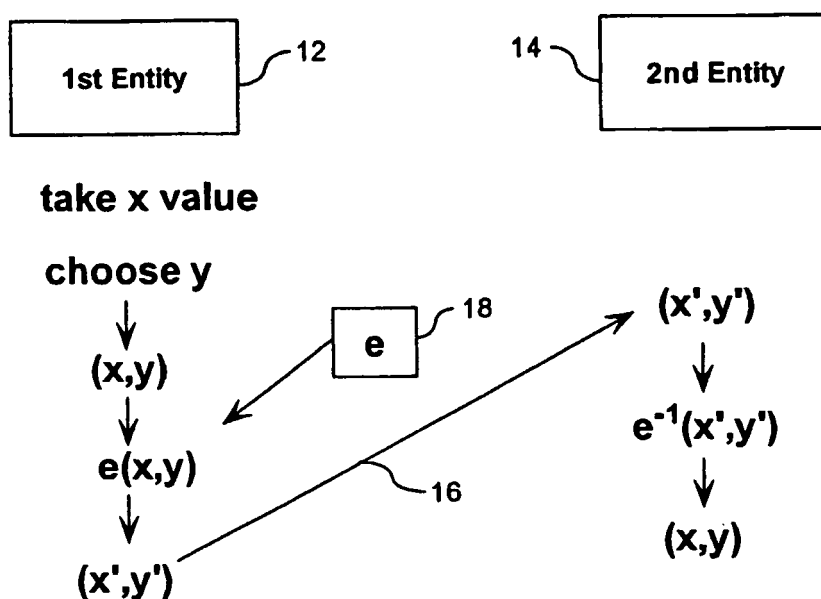 1st Entity
12
14
2nd Entity
take x value
choose y
(x,y)
e(x,y)
(x',y')
e
18
16
(x',y')
e⁻¹(x',y')
(x,y)